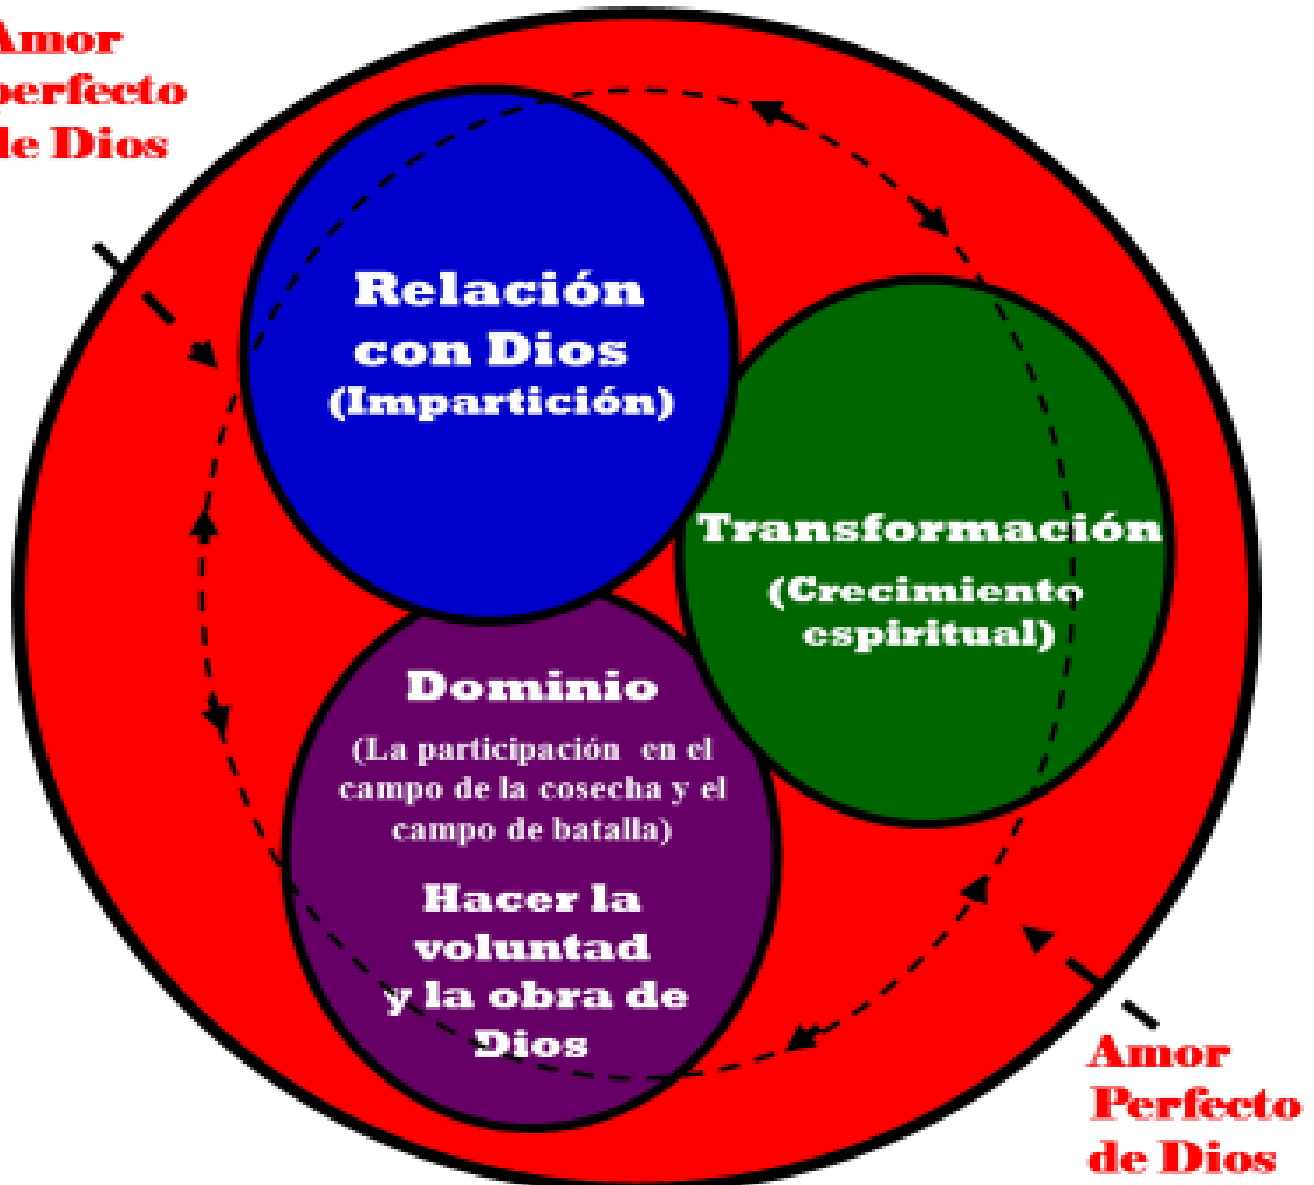 Amor
perfecto
de Dios
Relación
con Dios
(Impartición)
Transformación
(Crecimiento
espiritual)
Dominio
(La participación en el
campo de la cosecha y el
campo de batalla)
Hacer la
voluntad
y la obra de
Dios
Amor
Perfecto
de Dios